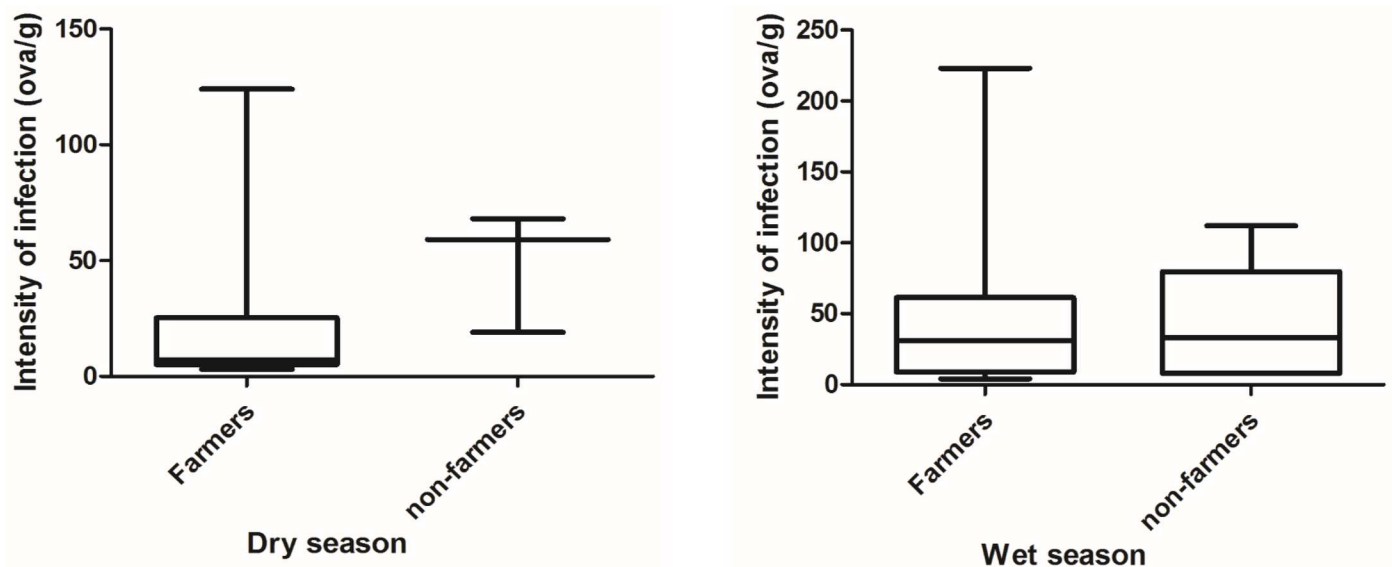 Intensity of infection (ova/g)
150
100
50
0
Farmers
non-farmers
Dry season
Intensity of infection (ova/g)
250
200
150
100
50
0
Farmers
non-farmers
Wet season